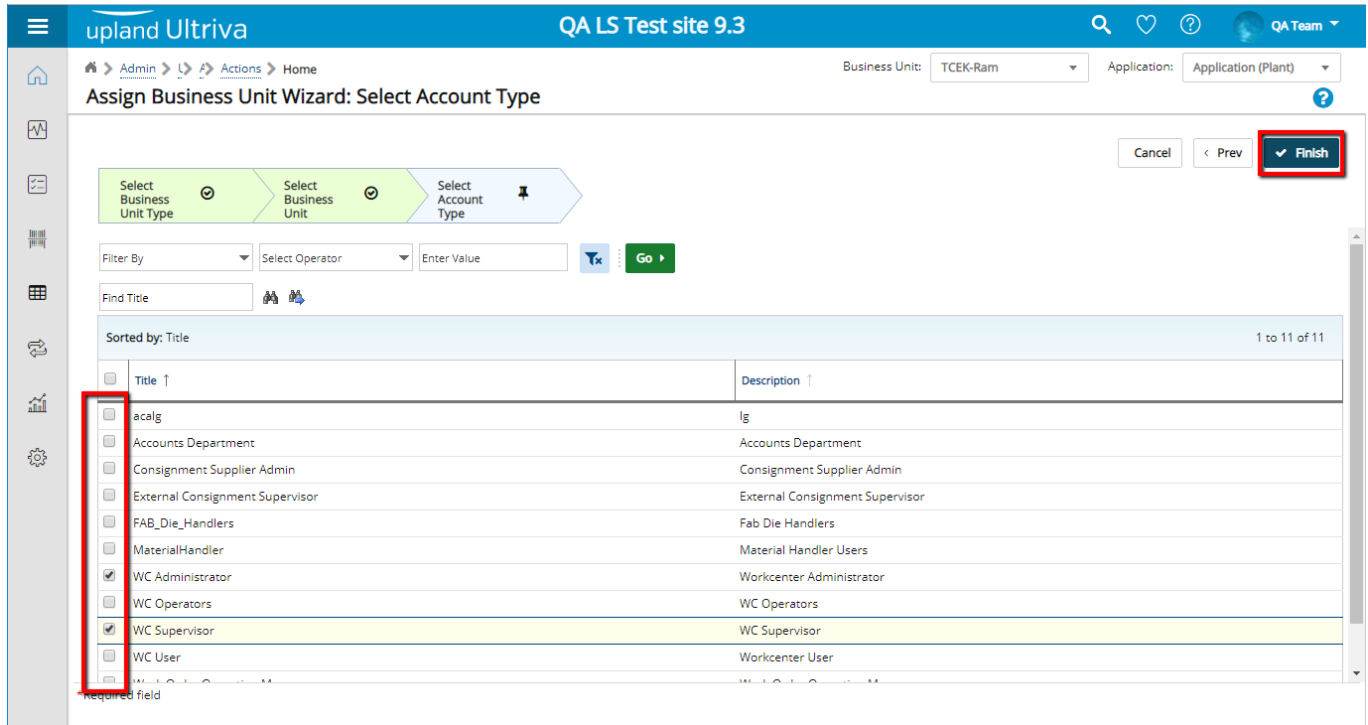 upland Ultriva
QA LS Test site 9.3
QA Team
Admin > > > Actions > Home
Business Unit: TCEK-Ram
Application: Application (Plant)
Assign Business Unit Wizard: Select Account Type
Cancel
< Prev
Finish
Select
Business
Unit Type
Select
Business
Unit
Select
Account
Type
Filter By
Select Operator
Enter Value
Go
Find Title
Sorted by: Title
1 to 11 of 11
Title ↑
Description ↑
acalg lg
Accounts Department Accounts Department
Consignment Supplier Admin Consignment Supplier Admin
External Consignment Supervisor External Consignment Supervisor
FAB_Die_Handlers Fab Die Handlers
MaterialHandler Material Handler Users
WC Administrator Workcenter Administrator
WC Operators WC Operators
WC Supervisor WC Supervisor
WC User Workcenter User
*Required field